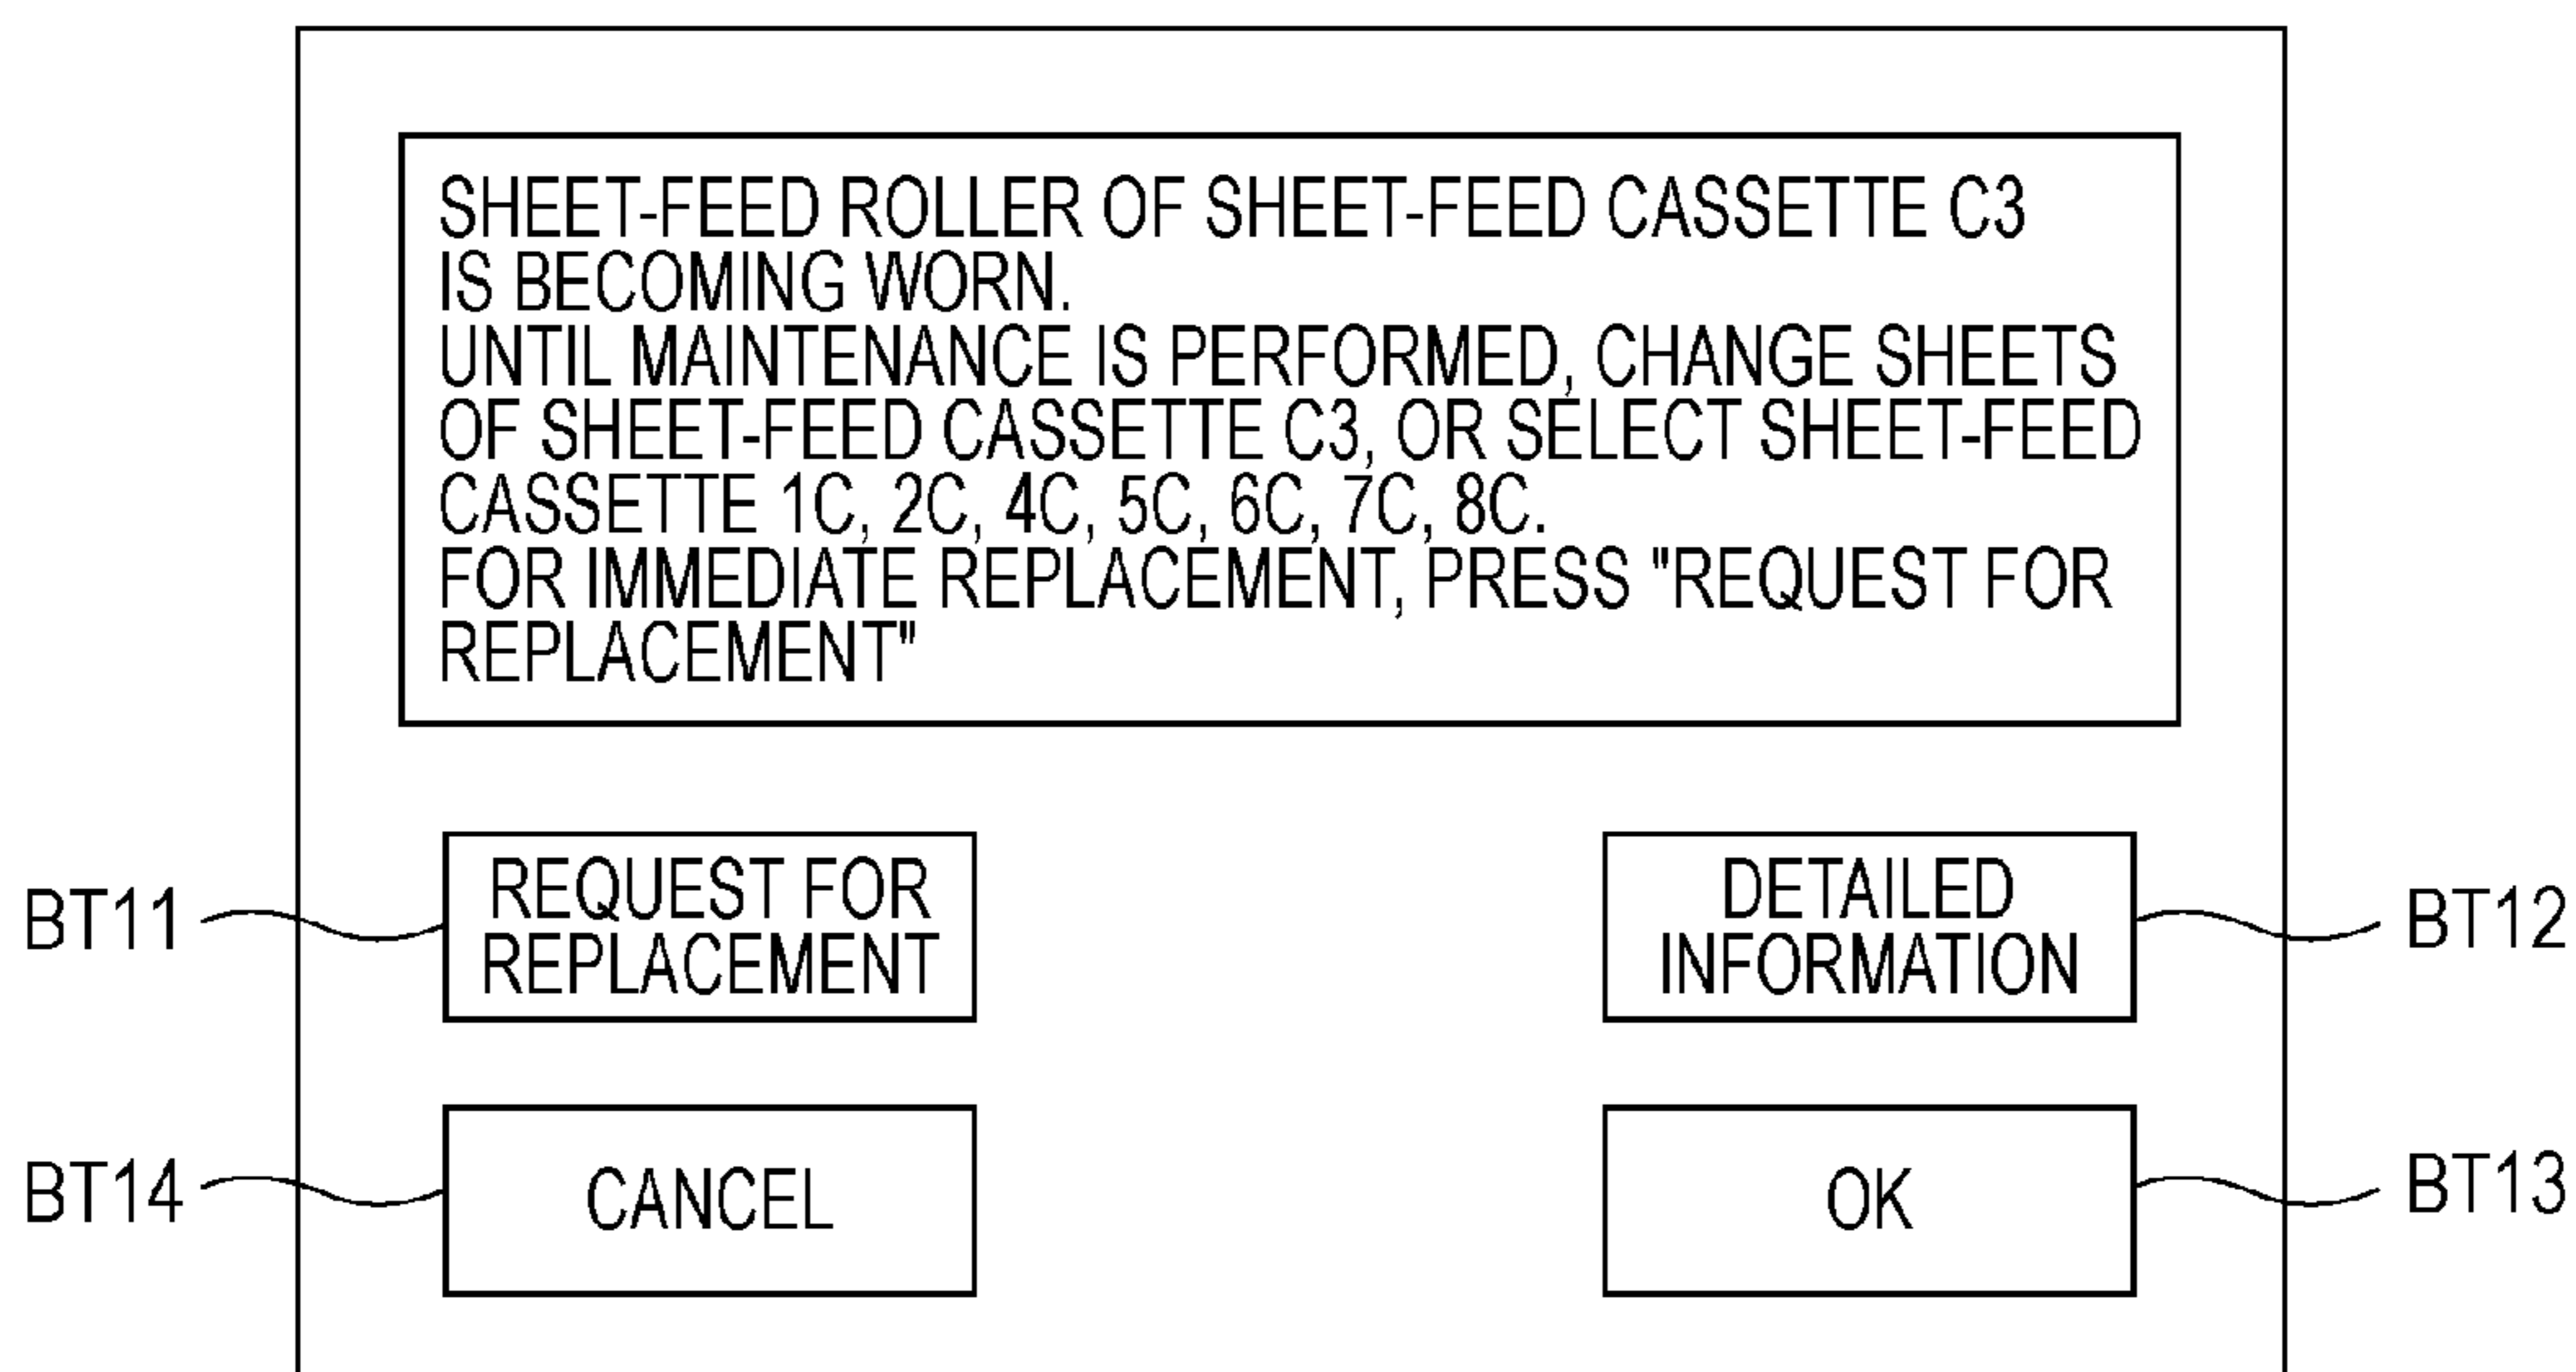 SHEET-FEED ROLLER OF SHEET-FEED CASSETTE C3
IS BECOMING WORN.
UNTIL MAINTENANCE IS PERFORMED, CHANGE SHEETS
OF SHEET-FEED CASSETTE C3, OR SELECT SHEET-FEED
CASSETTE 1C, 2C, 4C, 5C, 6C, 7C, 8C.
FOR IMMEDIATE REPLACEMENT, PRESS "REQUEST FOR
REPLACEMENT"
BT11
REQUEST FOR
REPLACEMENT
DETAILED
INFORMATION
BT12
BT14
CANCEL
OK
BT13